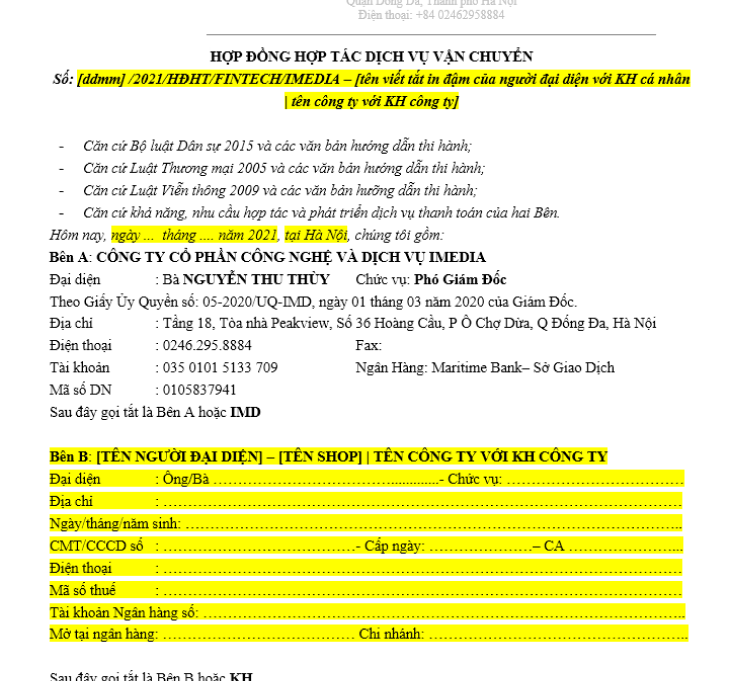 Quận Đống Đa, Thành phố Hà Nội
Điện thoại: +84 02462958884
HỢP ĐỒNG HỢP TÁC DỊCH VỤ VẬN CHUYỂN
Số: [ddmm] /2021/HĐHT/FINTECH/IMEDIA – [tên viết tắt in đậm của người đại diện với KH cá nhân
| tên công ty với KH công ty]
- Căn cứ Bộ luật Dân sự 2015 và các văn bản hướng dẫn thi hành;
- Căn cứ Luật Thương mại 2005 và các văn bản hướng dẫn thi hành;
- Căn cứ Luật Viễn thông 2009 và các văn bản hưỡng dẫn thi hành;
- Căn cứ khả năng, nhu cầu hợp tác và phát triển dịch vụ thanh toán của hai Bên.
Hôm nay, ngày ... tháng .... năm 2021, tại Hà Nội, chúng tôi gồm:
Bên A: CÔNG TY CỔ PHẦN CÔNG NGHỆ VÀ DỊCH VỤ IMEDIA
Đại diện : Bà NGUYỄN THU THỦY Chức vụ: Phó Giám Đốc
Theo Giấy Ủy Quyền số: 05-2020/UQ-IMD, ngày 01 tháng 03 năm 2020 của Giám Đốc.
Địa chỉ : Tầng 18, Tòa nhà Peakview, Số 36 Hoàng Cầu, P Ô Chợ Dừa, Q Đống Đa, Hà Nội
Điện thoại : 0246.295.8884 Fax:
Tài khoản : 035 0101 5133 709 Ngân Hàng: Maritime Bank– Sở Giao Dịch
Mã số DN : 0105837941
Sau đây gọi tắt là Bên A hoặc IMD
Bên B: [TÊN NGƯỜI ĐẠI DIỆN] – [TÊN SHOP] | TÊN CÔNG TY VỚI KH CÔNG TY
Đại diện : Ông/Bà ……………………………………............- Chức vụ: ………………………………
Địa chỉ : ……………………………………………………………………………………………..
Ngày/tháng/năm sinh: ………………………………………………………………………………………..
CMT/CCCD số : …………………………………- Cấp ngày: …………………– CA …………………...
Điện thoại : ……………………………………………………………………………………………..
Mã số thuế : ……………………………………………………………………………………………..
Tài khoản Ngân hàng số: ……………………………………………………………………………………..
Mở tại ngân hàng: ………………………………… Chi nhánh: ……………………………………………..
Sau đây gọi tắt là Bên B hoặc KH